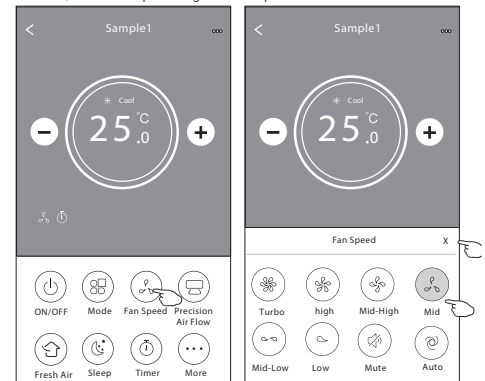 Sample1
Cool
25.0 °C
ON/OFF
Mode
Fan Speed
Precision
Air Flow
Fresh Air
Sleep
Timer
More
Sample1
Cool
25.0 °C
Fan Speed
X
Turbo
high
Mid-High
Mid
Mid-Low
Low
Mute
Auto